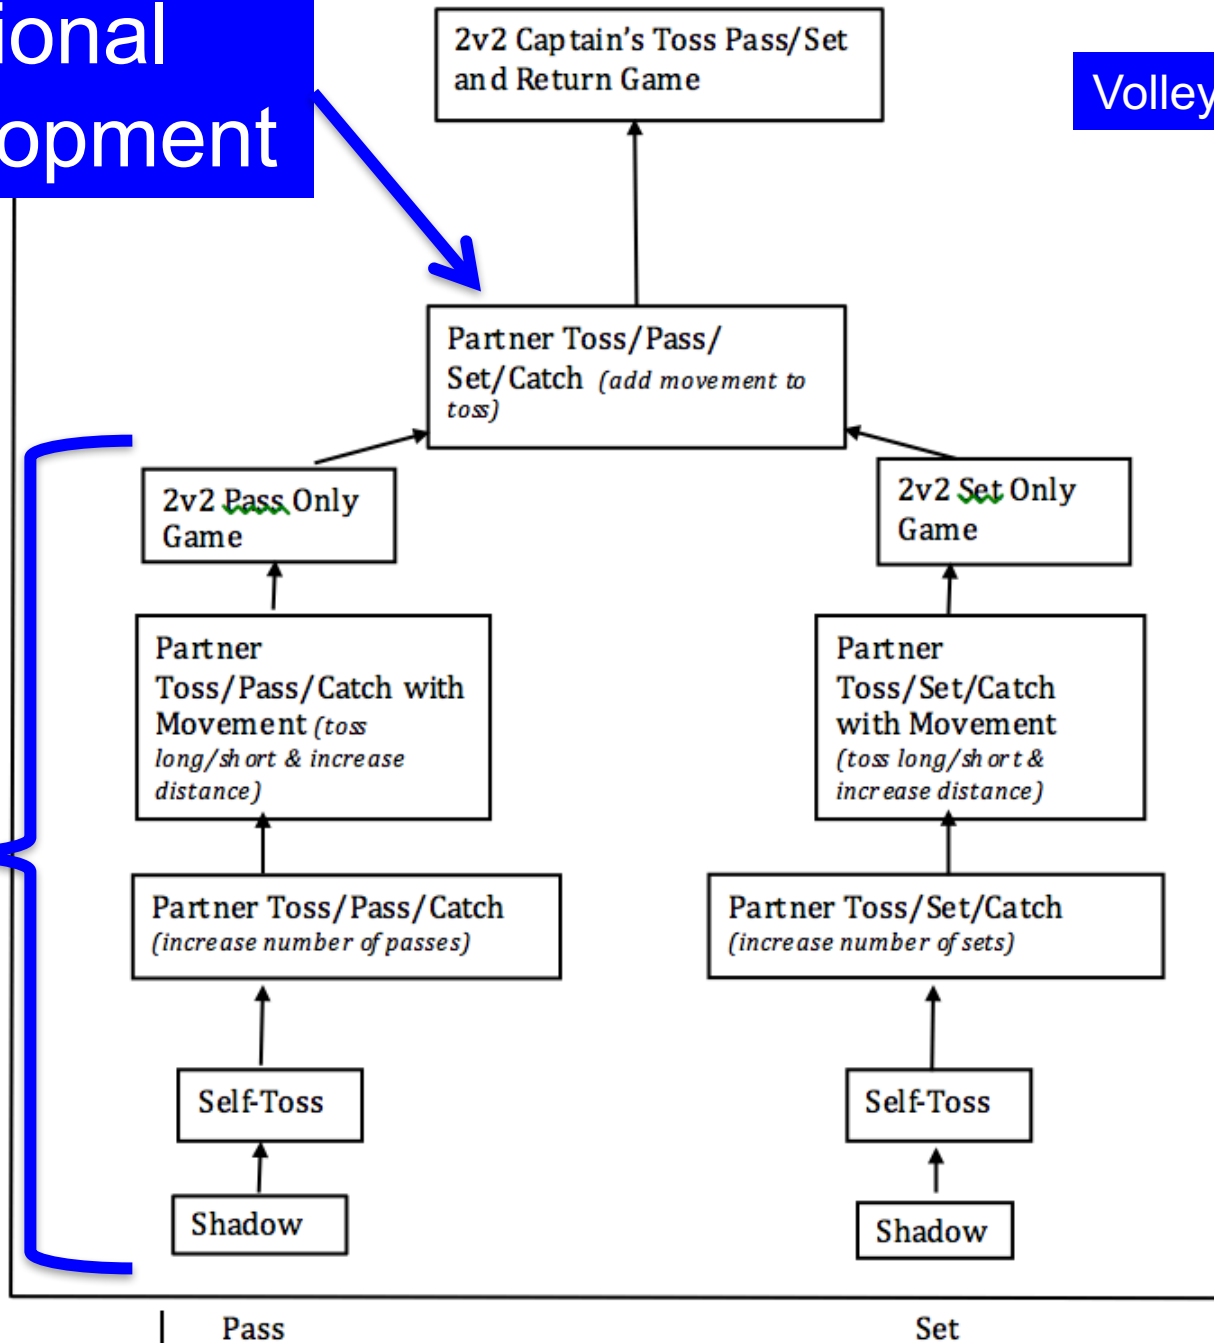 ional
opment
2v2 Captain's Toss Pass/Set
and Return Game
Volley
Partner Toss/Pass/
Set/Catch (add movement to
toss)
2v2 Pass Only
Game
2v2 Set Only
Game
Partner
Toss/Pass/Catch with
Movement (toss
long/short & increase
distance)
Partner
Toss/Set/Catch
with Movement
(toss long/short &
increase distance)
Partner Toss/Pass/Catch
(increase number of passes)
Partner Toss/Set/Catch
(increase number of sets)
Self-Toss
Self-Toss
Shadow
Shadow
Pass
Set